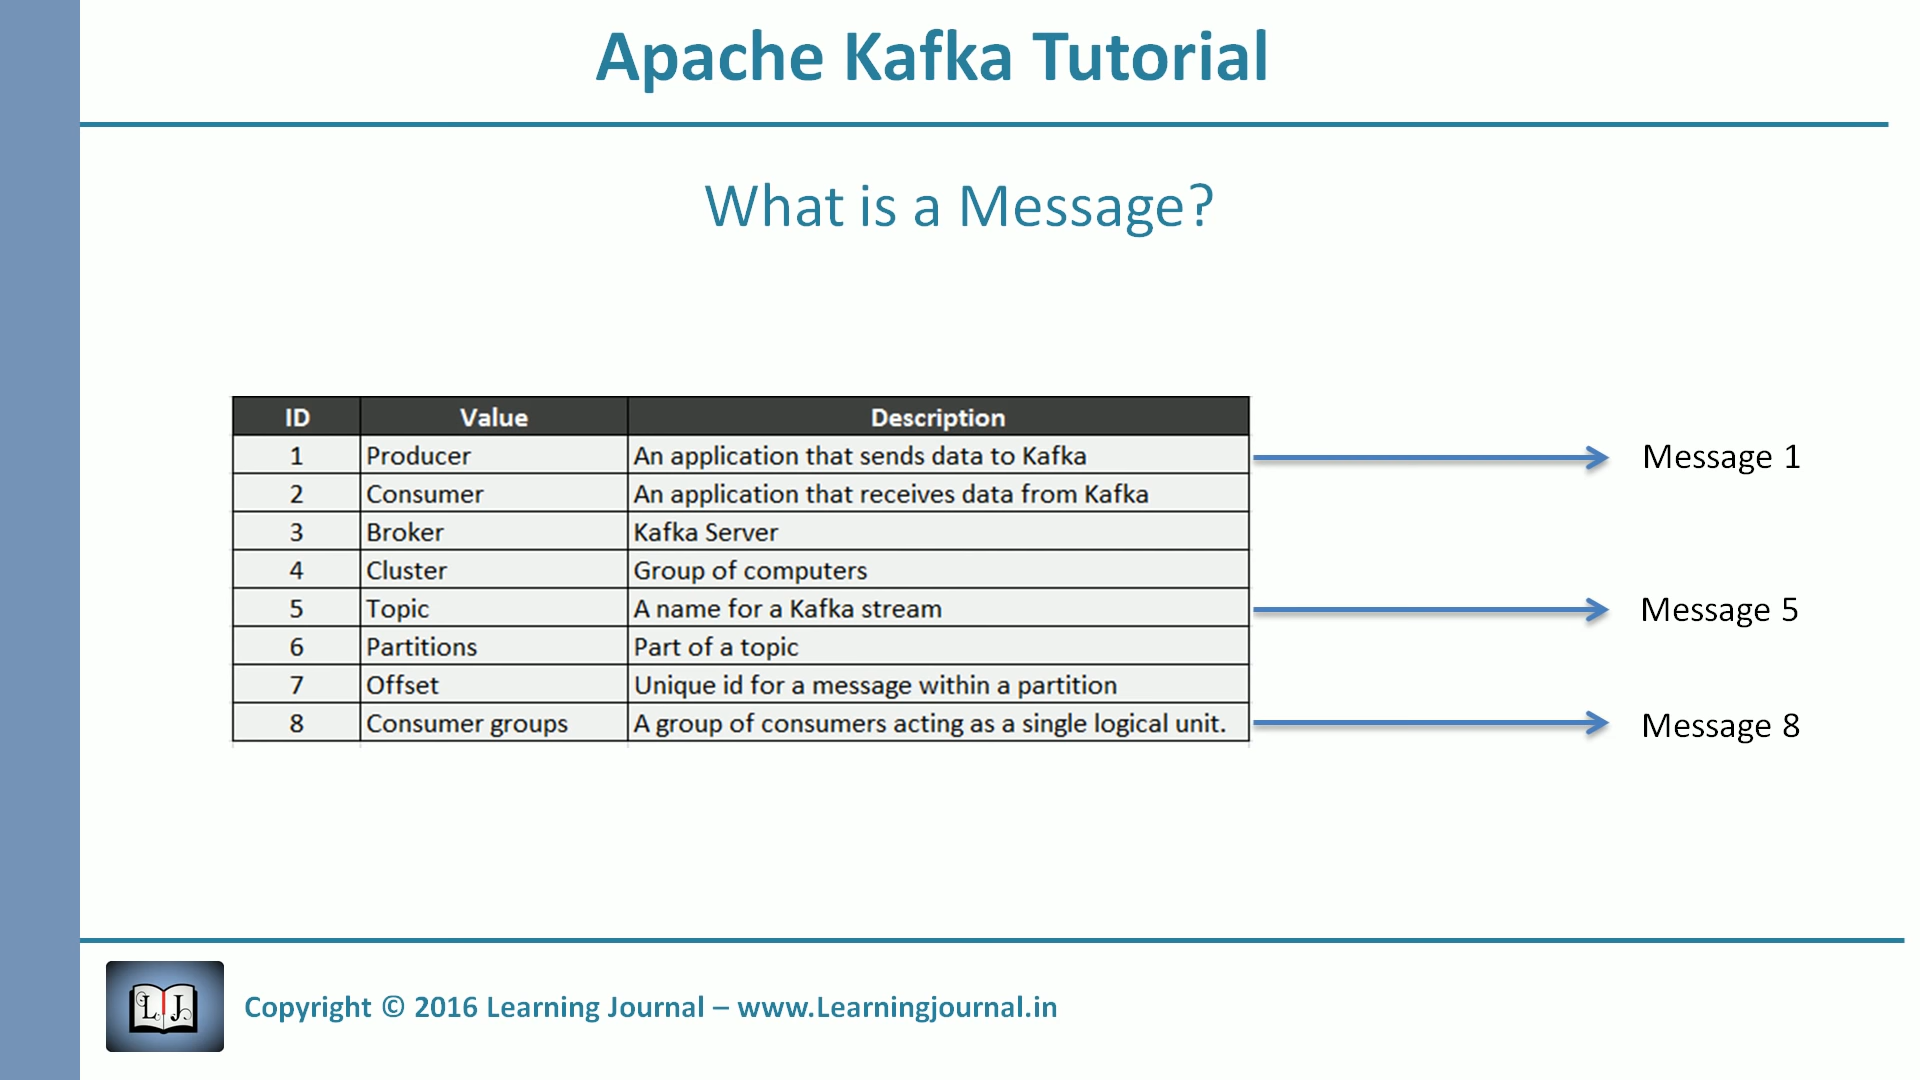 Apache Kafka Tutorial
What is a Message?
ID Value Description
1 Producer An application that sends data to Kafka
2 Consumer An application that receives data from Kafka
3 Broker Kafka Server
4 Cluster Group of computers
5 Topic A name for a Kafka stream
6 Partitions Part of a topic
7 Offset Unique id for a message within a partition
8 Consumer groups A group of consumers acting as a single logical unit.
Message 1
Message 5
Message 8
LJ
Copyright © 2016 Learning Journal – www.Learningjournal.in